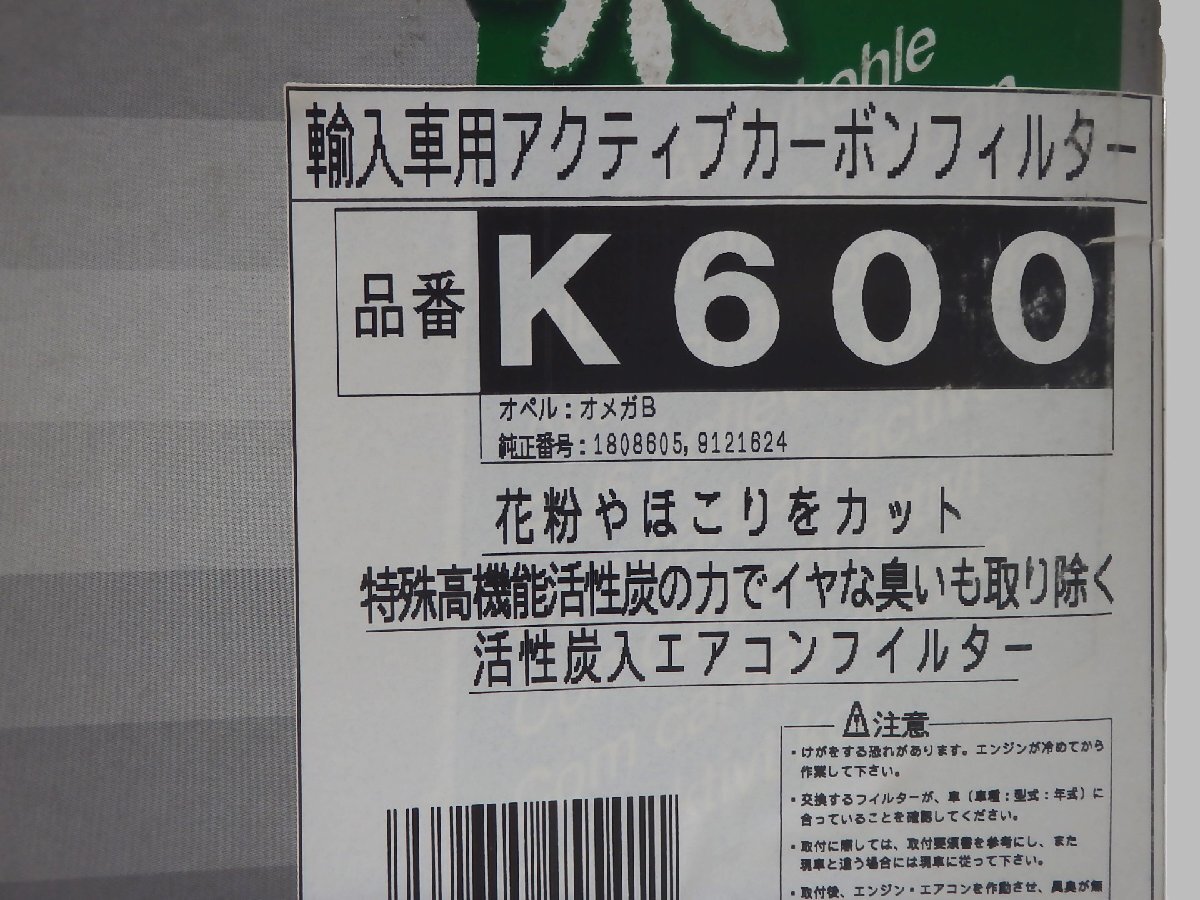 輸入車用アクティブカーボンフィルター
品番 K600
オペル：オメガB
純正番号：1808605, 9121624
花粉やほこりをカット
特殊高機能活性炭の力でイヤな臭いも取り除く
活性炭入エアコンフイルター
⚠注意
・けがをする恐れがあります。エンジンが冷めてから
作業して下さい。
・交換するフイルターが、車（車種：型式：年式）に
合っていることを確認してください。
・取付に際しては、取付要領書を参考にし、また
現車と違う場合には現車に従って下さい。
・取付後、エンジン・エアコンを作動させ、異臭が無